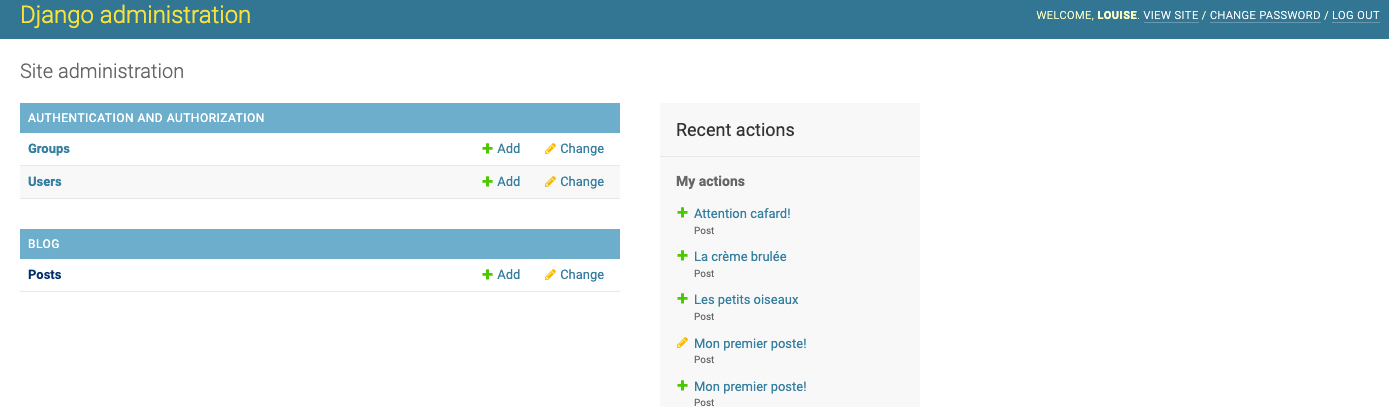 Django administration
WELCOME, LOUISE. VIEW SITE / CHANGE PASSWORD / LOG OUT
Site administration
AUTHENTICATION AND AUTHORIZATION
Groups Add Change
Users Add Change
BLOG
Posts Add Change
Recent actions
My actions
Attention cafard!
Post
La crème brulée
Post
Les petits oiseaux
Post
Mon premier poste!
Post
Mon premier poste!
Post